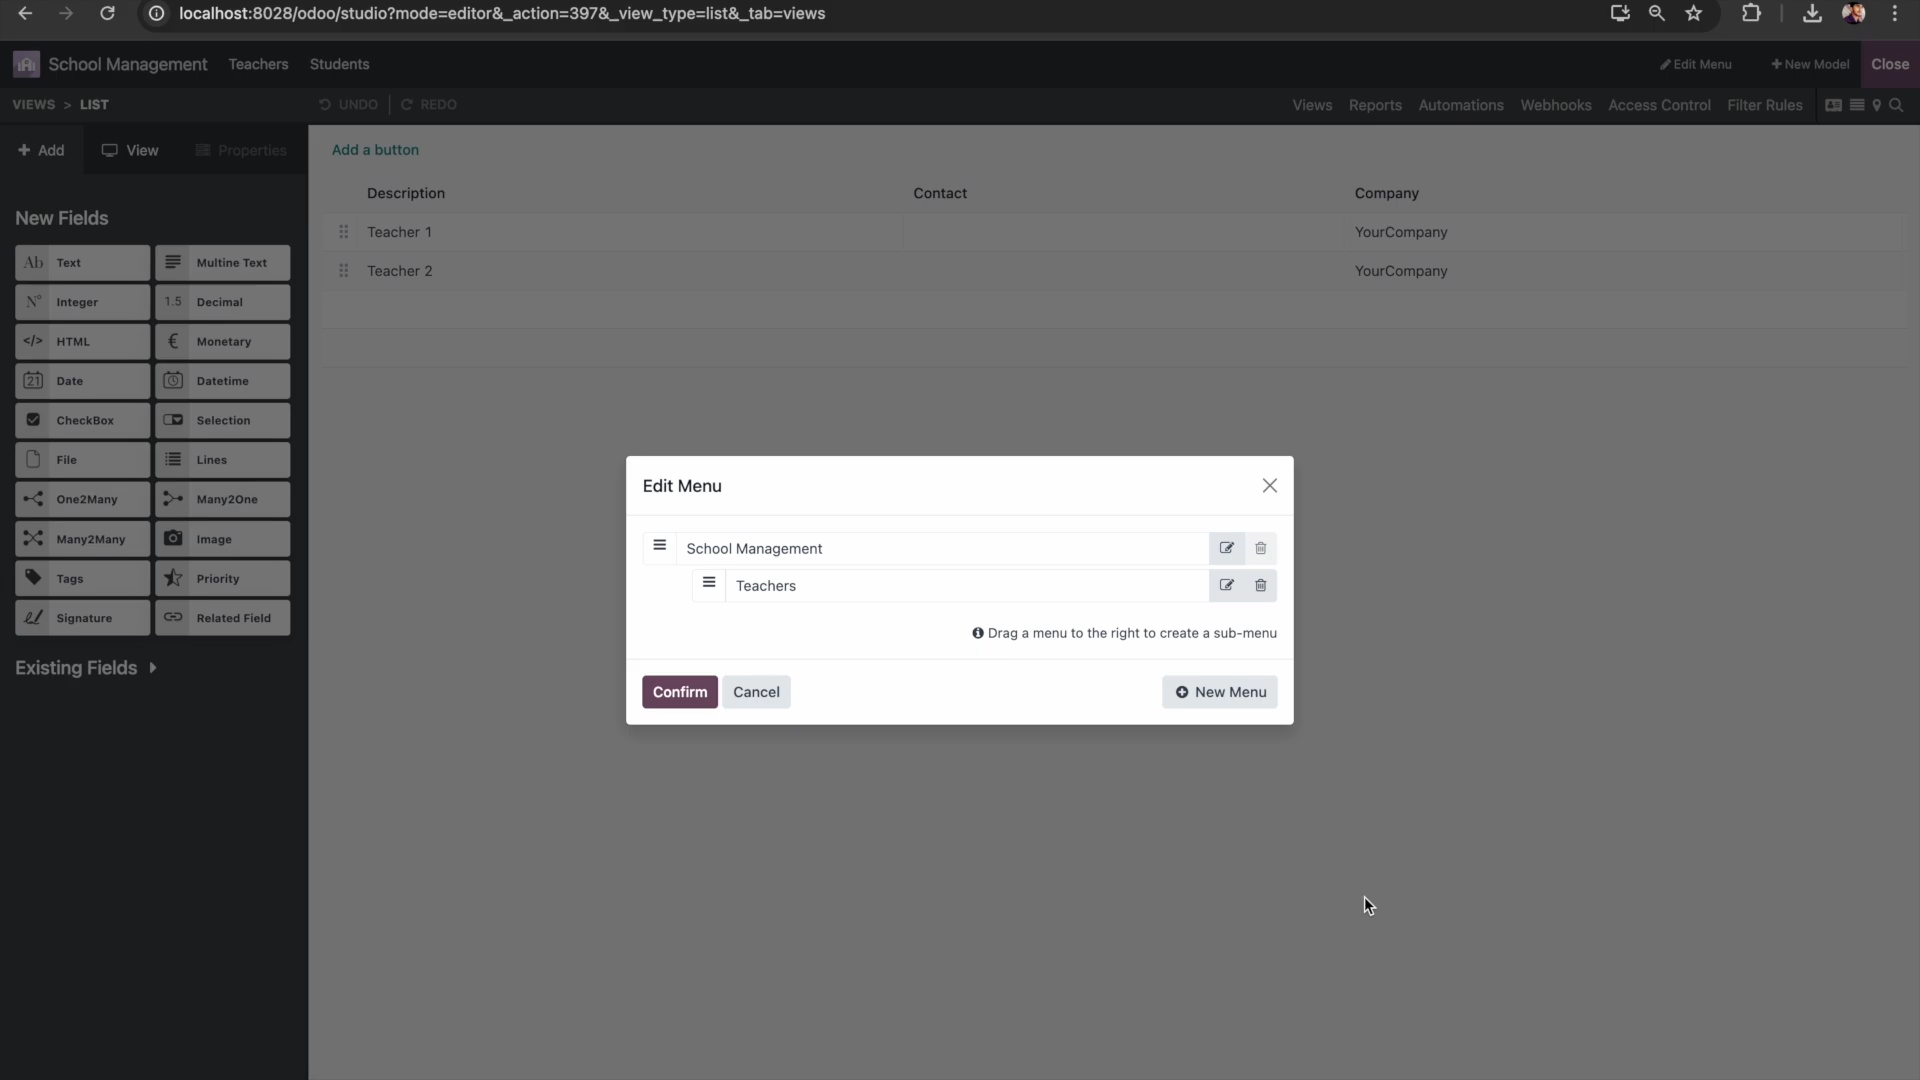 localhost:8028/odoo/studio?mode=editor&_action=397&_view_type=list&_tab=views
School Management Teachers Students Edit Menu + New Model Close
VIEWS > LIST UNDO REDO Views Reports Automations Webhooks Access Control Filter Rules
+ Add View Properties
Add a button
Description Contact Company
Teacher 1 YourCompany
Teacher 2 YourCompany
New Fields
Ab Text Multine Text
N° Integer 1.5 Decimal
</> HTML € Monetary
21 Date Datetime
CheckBox Selection
File Lines
One2Many Many2One
Many2Many Image
Tags Priority
Signature Related Field
Existing Fields
Edit Menu
School Management
Teachers
Drag a menu to the right to create a sub-menu
Confirm Cancel New Menu